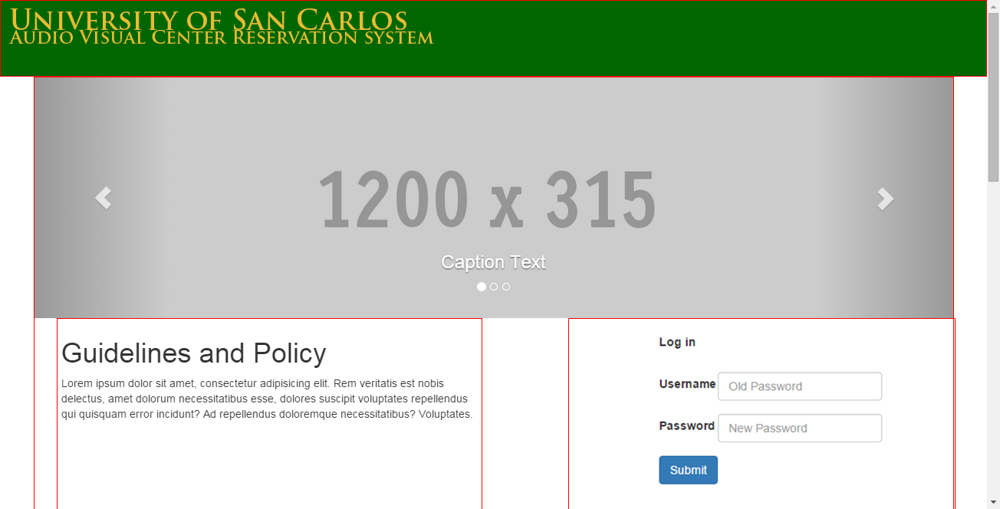 University of San Carlos
Audio Visual Center Reservation system
1200 x 315
Caption Text
Guidelines and Policy
Lorem ipsum dolor sit amet, consectetur adipisicing elit. Rem veritatis est nobis
delectus, amet dolorum necessitatibus esse, dolores suscipit voluptates repellendus
qui quisquam error incidunt? Ad repellendus doloremque necessitatibus? Voluptates.
Log in
Username Old Password
Password New Password
Submit